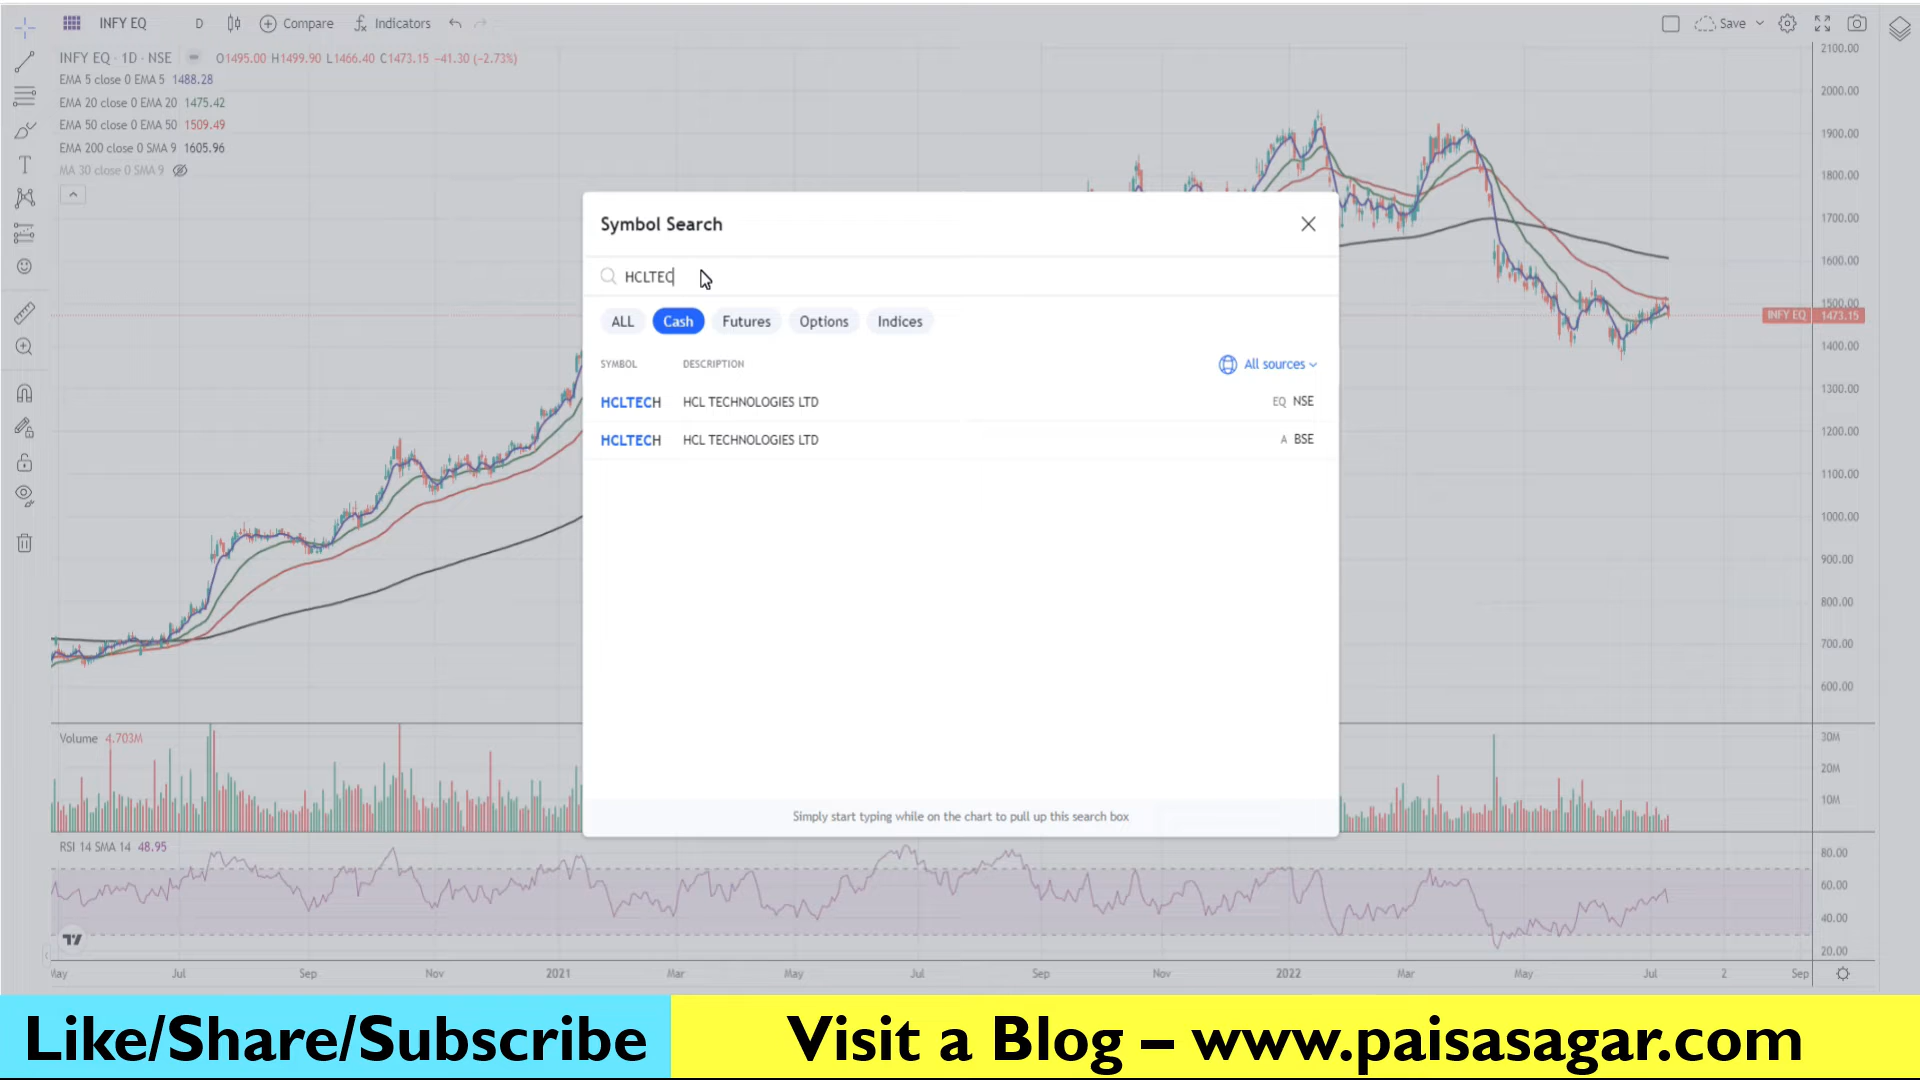 INFY EQ D Compare Indicators Save
INFY EQ · 1D · NSE O1495.00 H1499.90 L1466.40 C1473.15 −41.30 (−2.73%)
EMA 5 close 0 EMA 5 1488.28
EMA 20 close 0 EMA 20 1475.42
EMA 50 close 0 EMA 50 1509.49
EMA 200 close 0 SMA 9 1605.96
MA 30 close 0 SMA 9
Symbol Search
HCLTEC
ALL Cash Futures Options Indices
SYMBOL DESCRIPTION All sources
HCLTECH HCL TECHNOLOGIES LTD EQ NSE
HCLTECH HCL TECHNOLOGIES LTD A BSE
Simply start typing while on the chart to pull up this search box
2100.00
2000.00
1900.00
1800.00
1700.00
1600.00
1500.00
INFY EQ 1473.15
1400.00
1300.00
1200.00
1100.00
1000.00
900.00
800.00
700.00
600.00
Volume 4.703M
30M
20M
10M
RSI 14 SMA 14 48.95
80.00
60.00
40.00
20.00
May Jul Sep Nov 2021 Mar May Jul Sep Nov 2022 Mar May Jul 2 Sep
Like/Share/Subscribe Visit a Blog – www.paisasagar.com